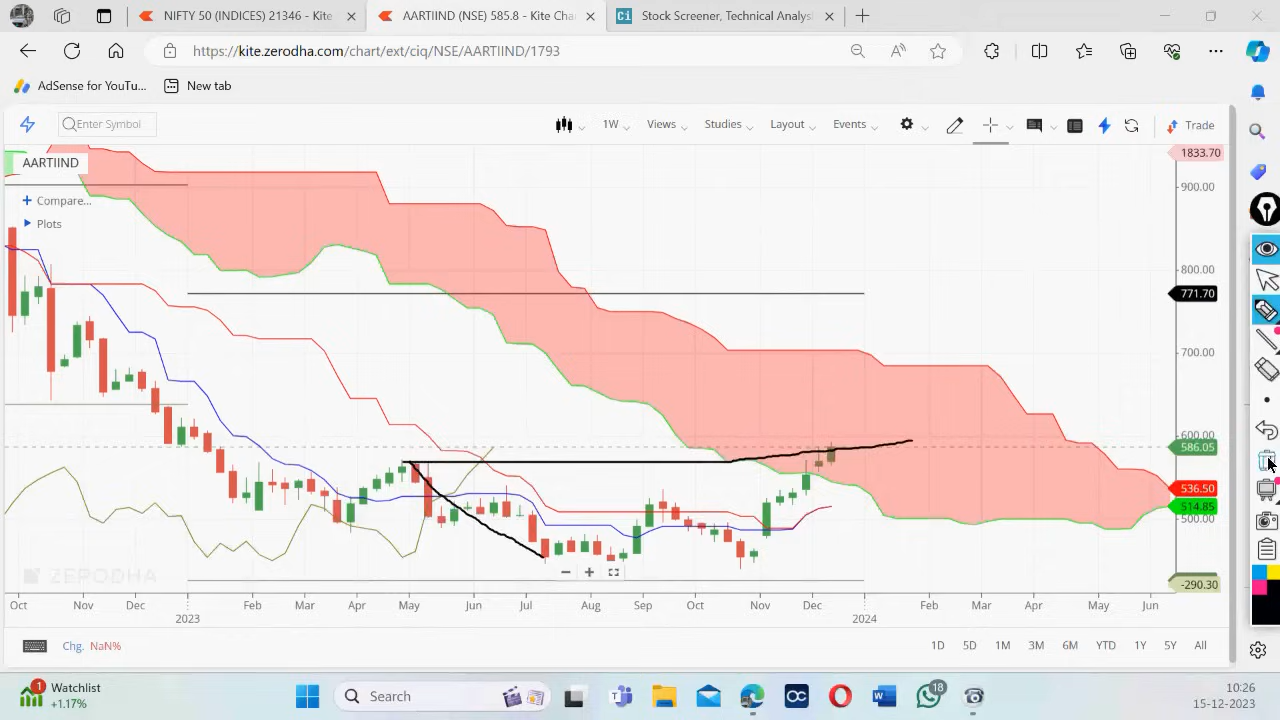 NIFTY 50 (INDICES) 21346 - Kite
AARTIIND (NSE) 585.8 - Kite Cha
Ci Stock Screener, Technical Analys
https://kite.zerodha.com/chart/ext/ciq/NSE/AARTIIND/1793
AdSense for YouTu...
New tab
Enter Symbol
1W
Views
Studies
Layout
Events
Trade
AARTIIND
Compare...
Plots
1833.70
900.00
800.00
771.70
700.00
600.00
586.05
536.50
514.85
500.00
-290.30
ZERODHA
Oct Nov Dec Feb Mar Apr May Jun Jul Aug Sep Oct Nov Dec Feb Mar Apr May Jun
2023 2024
Chg. NaN%
1D 5D 1M 3M 6M YTD 1Y 5Y All
1
Watchlist
+1.17%
Search
OC
18
10:26
15-12-2023